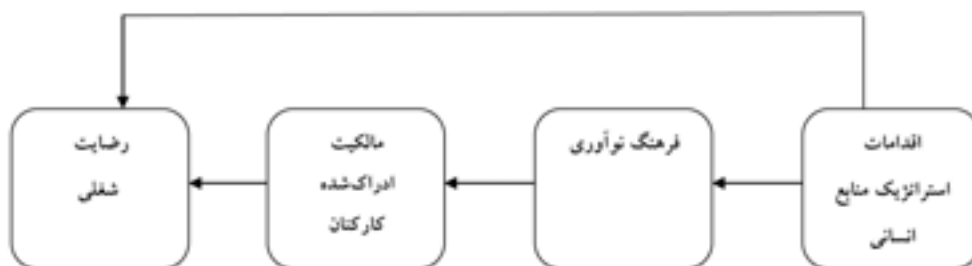 اقدامات
استراتژیک منابع
انسانی
فرهنگ نوآوری
مالکیت
ادراک‌شده
کارکنان
رضایت
شغلی